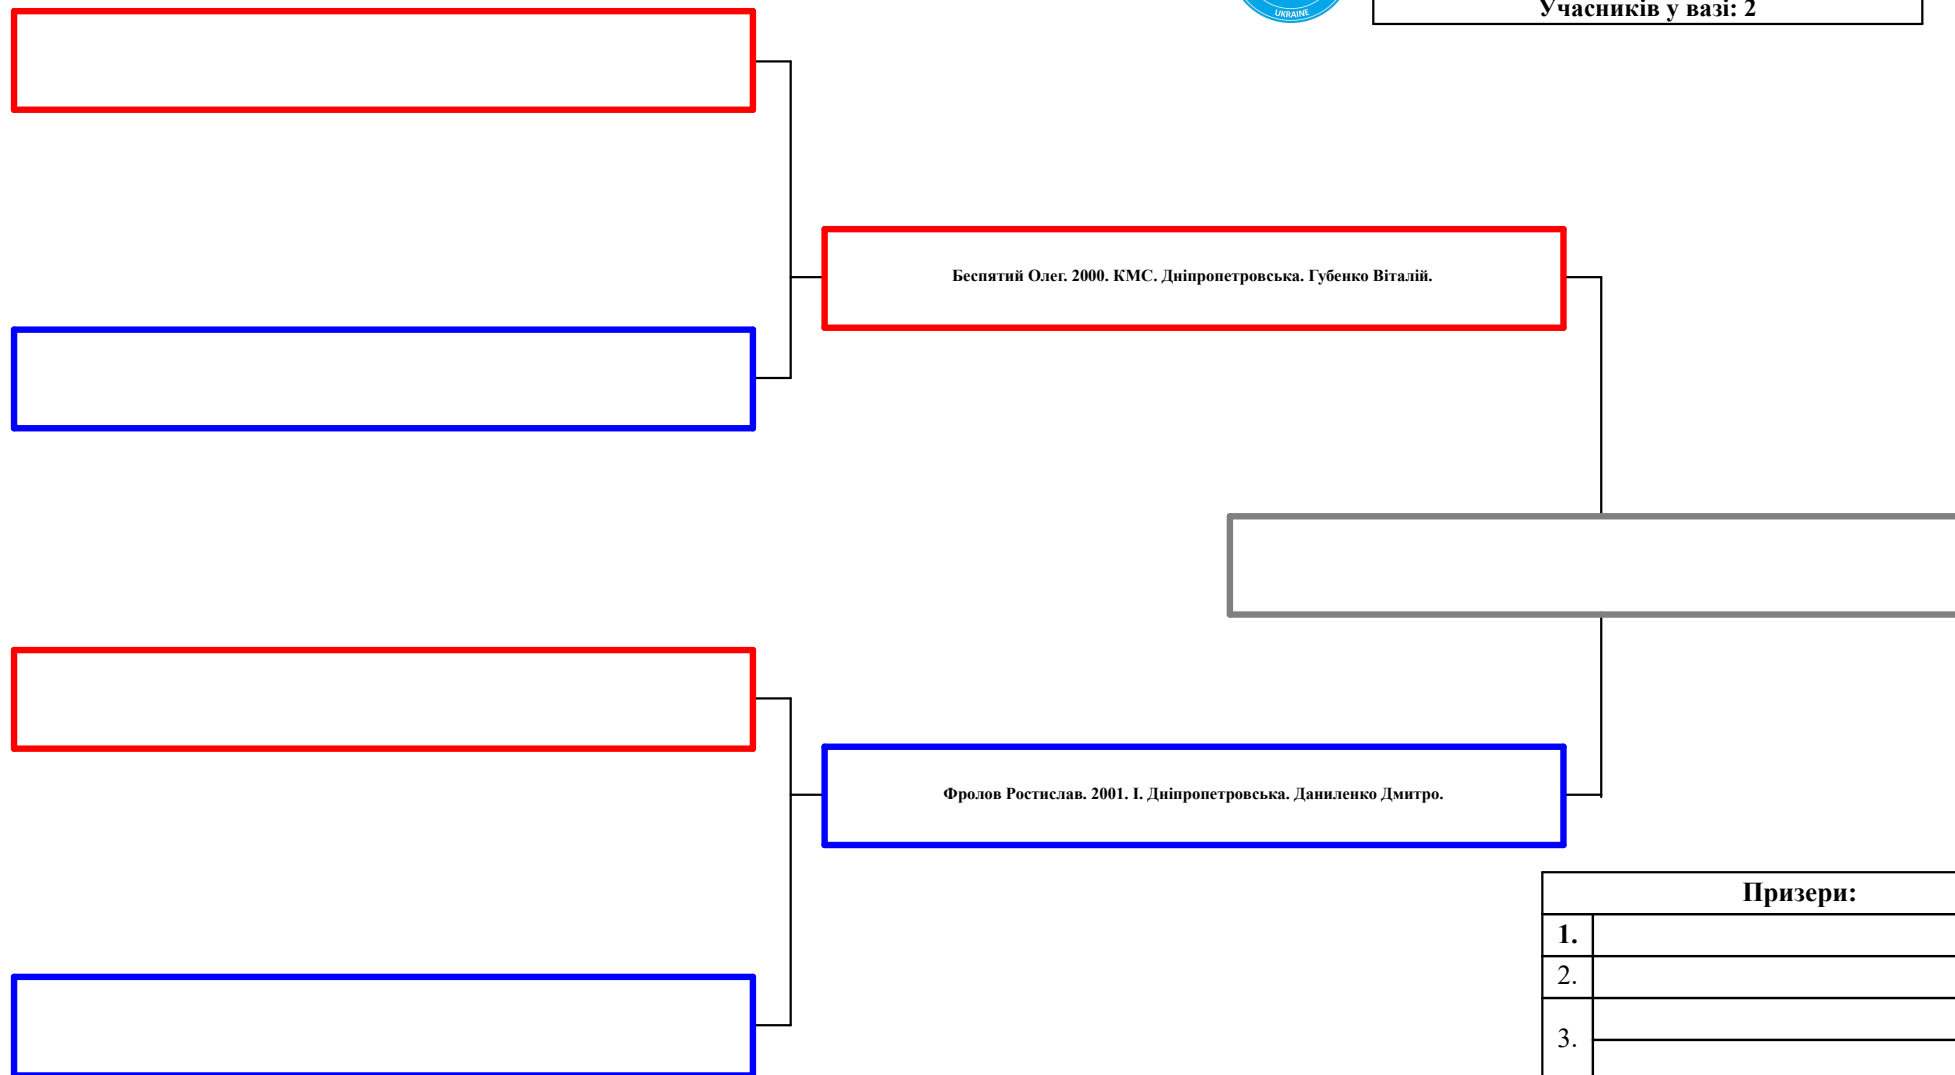 UKRAINE
Учасників у вазі: 2
Беспятий Олег. 2000. КМС. Дніпропетровська. Губенко Віталій.
Фролов Ростислав. 2001. І. Дніпропетровська. Даниленко Дмитро.
Призери:
1.
2.
3.